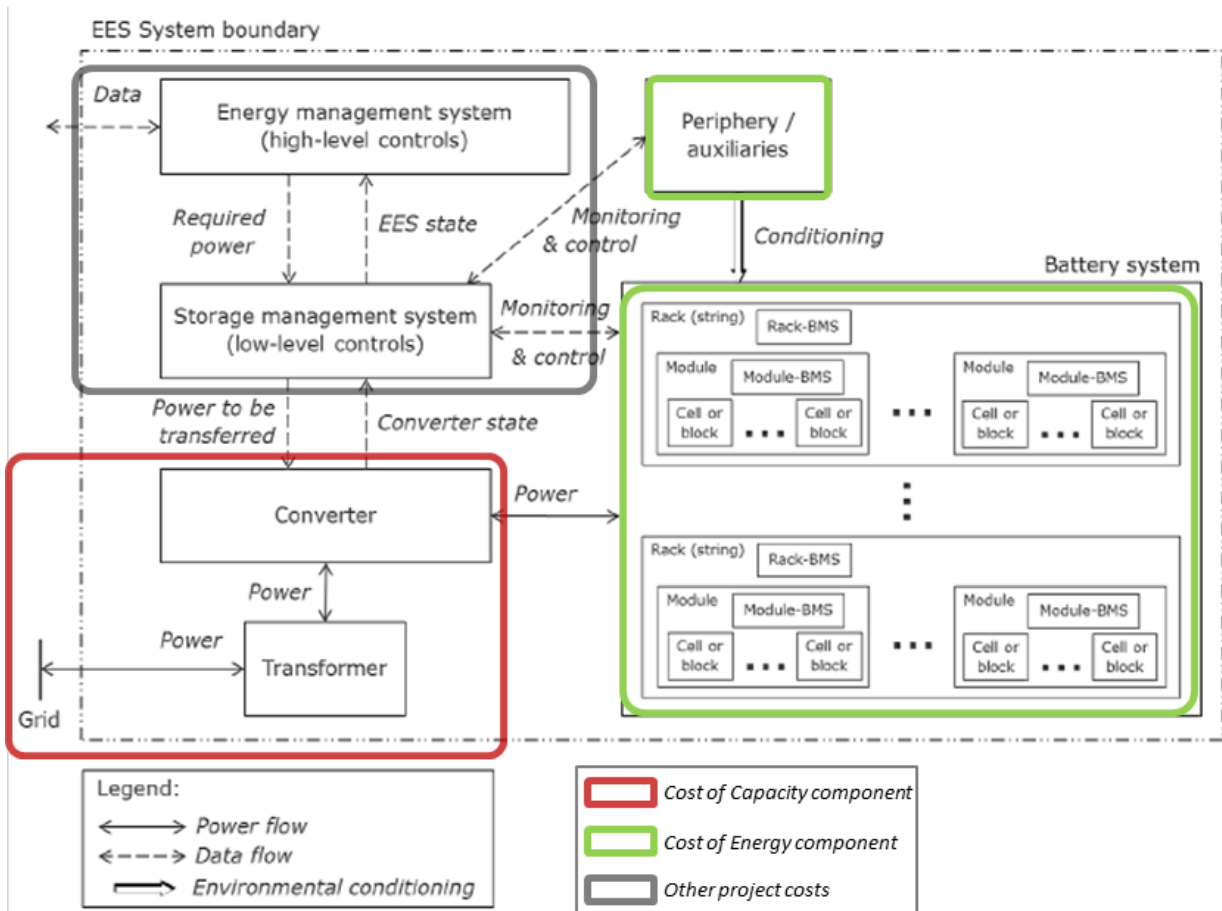 EES System boundary
Data
Energy management system
(high-level controls)
Periphery /
auxiliaries
Required
power
EES state
Monitoring
& control
Conditioning
Battery system
Storage management system
(low-level controls)
Monitoring
& control
Rack (string)
Rack-BMS
Module
Module-BMS
Cell or
block
...
Cell or
block
...
Module
Module-BMS
Cell or
block
...
Cell or
block
Power to be
transferred
Converter state
Converter
Power
Rack (string)
Rack-BMS
Module
Module-BMS
Cell or
block
...
Cell or
block
...
Module
Module-BMS
Cell or
block
...
Cell or
block
Power
Power
Transformer
Grid
Legend:
Power flow
Data flow
Environmental conditioning
Cost of Capacity component
Cost of Energy component
Other project costs